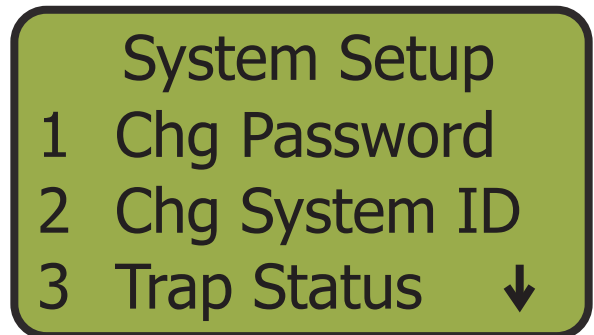 System Setup
1 Chg Password
2 Chg System ID
3 Trap Status ↓